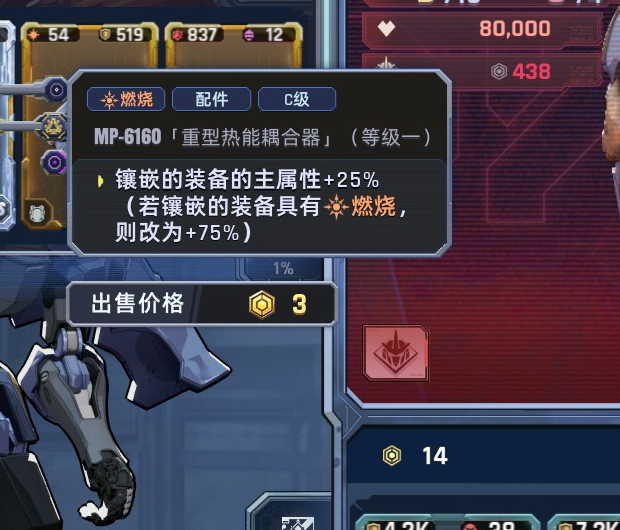 54
519
837
12
80,000
438
燃烧
配件
C级
MP-6160「重型热能耦合器」（等级一）
镶嵌的装备的主属性+25%
（若镶嵌的装备具有燃烧，
则改为+75%）
1%
出售价格 3
14